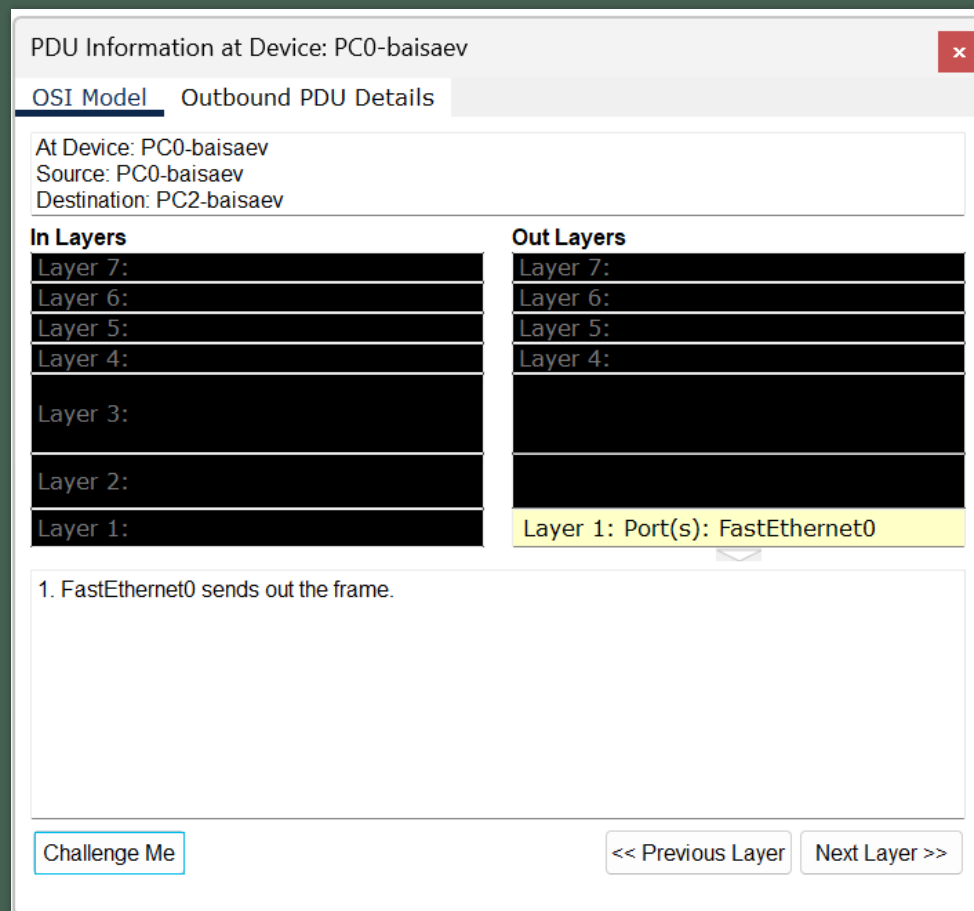 PDU Information at Device: PC0-baisaev
x
OSI Model Outbound PDU Details
At Device: PC0-baisaev
Source: PC0-baisaev
Destination: PC2-baisaev
In Layers
Layer 7:
Layer 6:
Layer 5:
Layer 4:
Layer 3:
Layer 2:
Layer 1:
Out Layers
Layer 7:
Layer 6:
Layer 5:
Layer 4:
Layer 1: Port(s): FastEthernet0
1. FastEthernet0 sends out the frame.
Challenge Me
<< Previous Layer
Next Layer >>